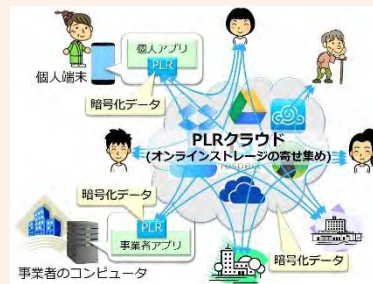 個人アプリ
PLR
個人端末
暗号化データ
PLRクラウド
(オンラインストレージの寄せ集め)
respect
暗号化データ
PLR
事業者アプリ
暗号化データ
事業者のコンピュータ